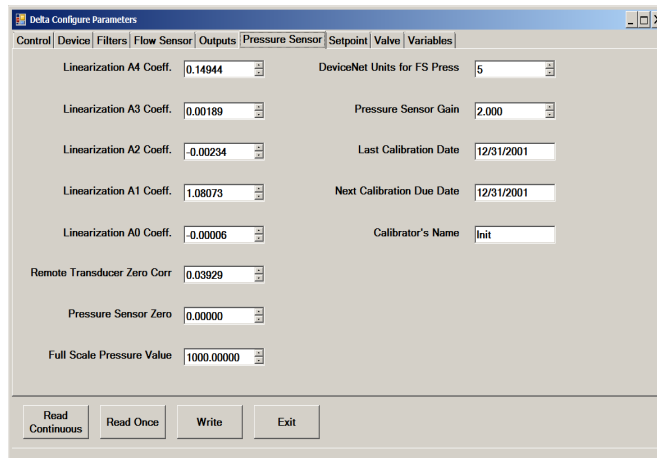 Delta Configure Parameters
Control Device Filters Flow Sensor Outputs Pressure Sensor Setpoint Valve Variables
Linearization A4 Coeff. 0.14944 DeviceNet Units for FS Press 5
Linearization A3 Coeff. 0.00189 Pressure Sensor Gain 2.000
Linearization A2 Coeff. -0.00234 Last Calibration Date 12/31/2001
Linearization A1 Coeff. 1.08073 Next Calibration Due Date 12/31/2001
Linearization A0 Coeff. -0.00006 Calibrator's Name Init
Remote Transducer Zero Corr 0.03929
Pressure Sensor Zero 0.00000
Full Scale Pressure Value 1000.00000
Read Continuous Read Once Write Exit